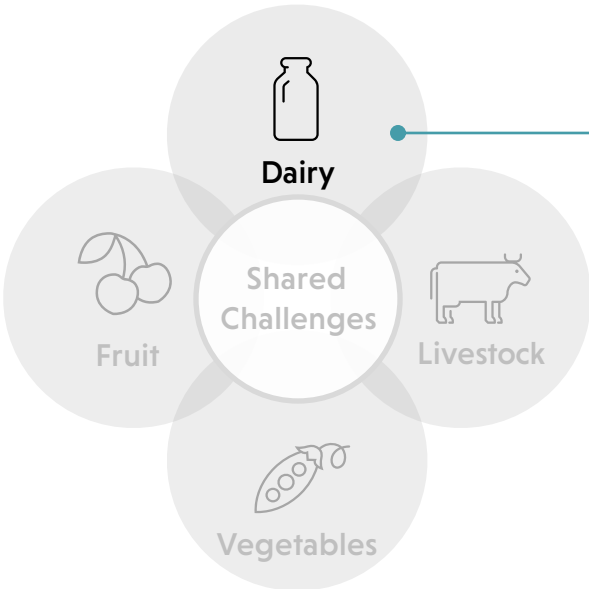 Dairy
Shared
Challenges
Fruit
Livestock
Vegetables